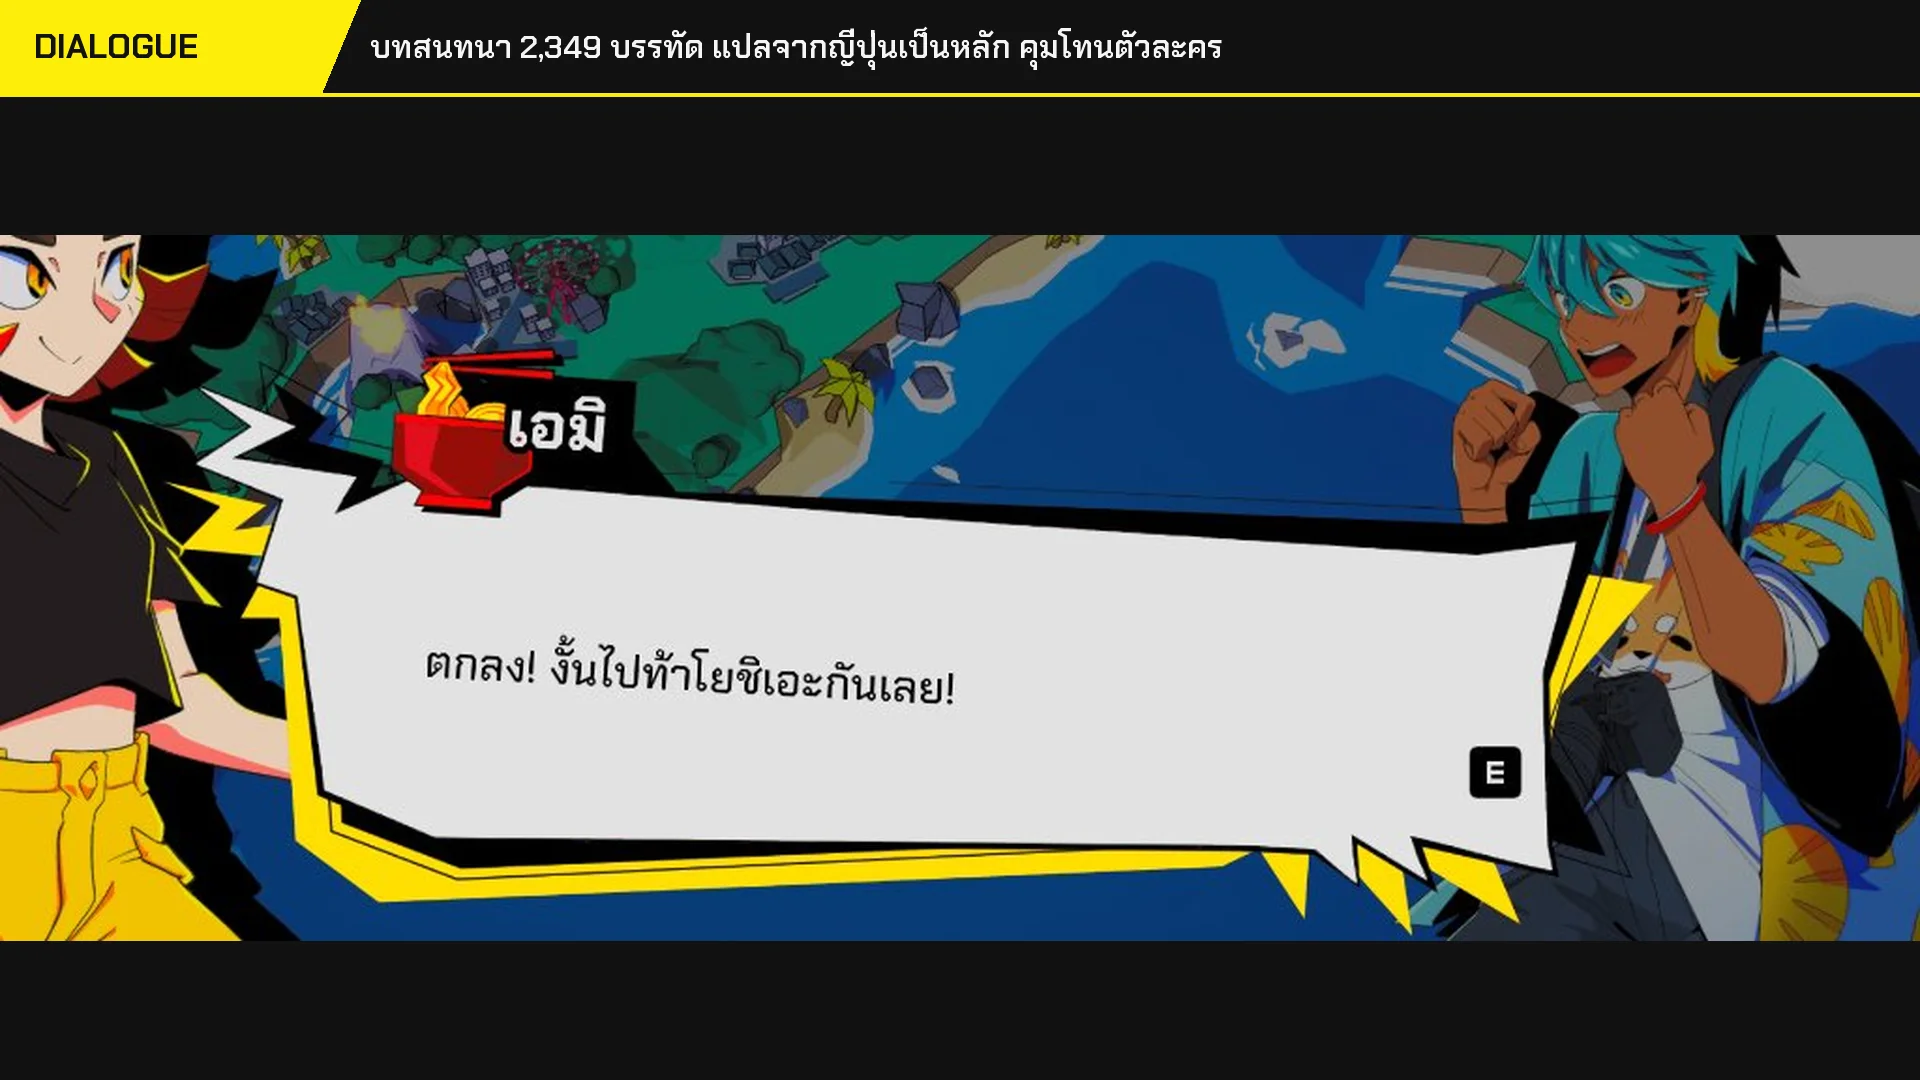 DIALOGUE
บทสนทนา 2,349 บรรทัด แปลจากญี่ปุ่นเป็นหลัก คุมโทนตัวละคร
เอมิ
ตกลง! งั้นไปท้าโยชิเอะกันเลย!
E